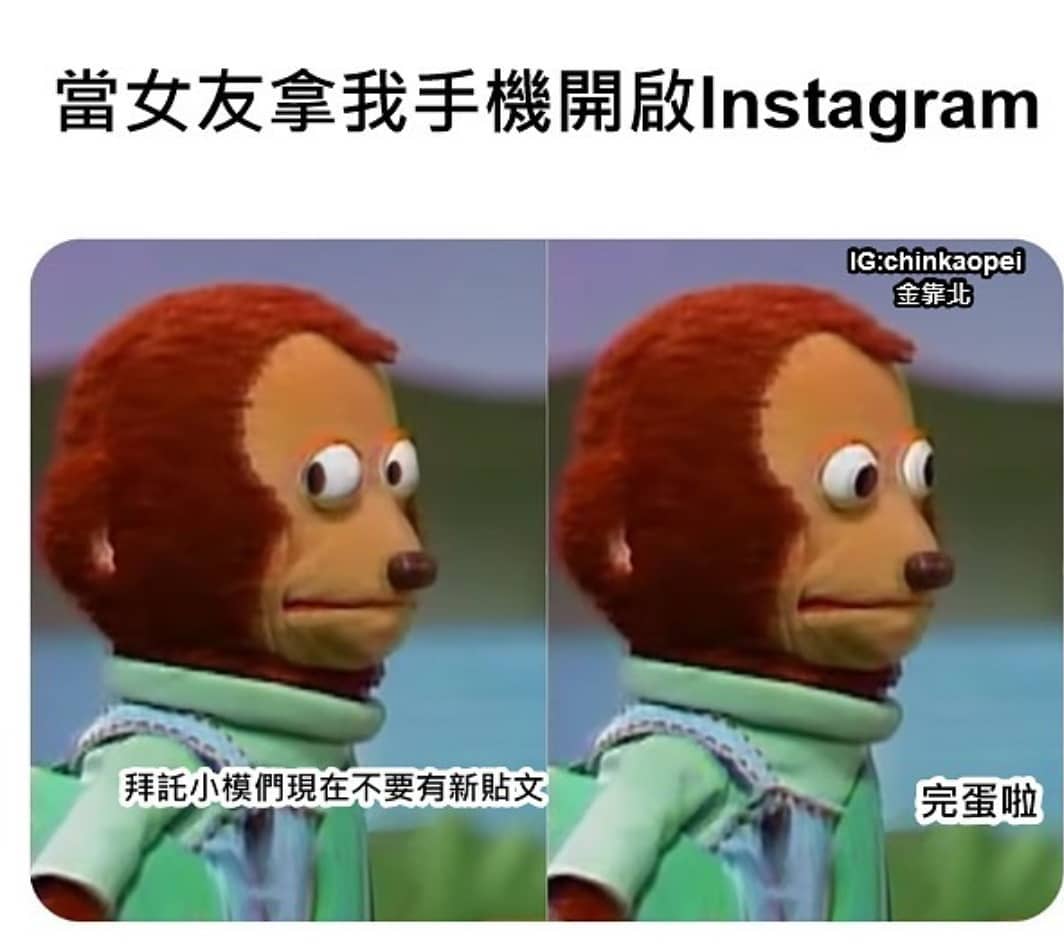 當女友拿我手機開啟Instagram
IG:chinkaopei
金靠北
拜託小模們現在不要有新貼文
完蛋啦